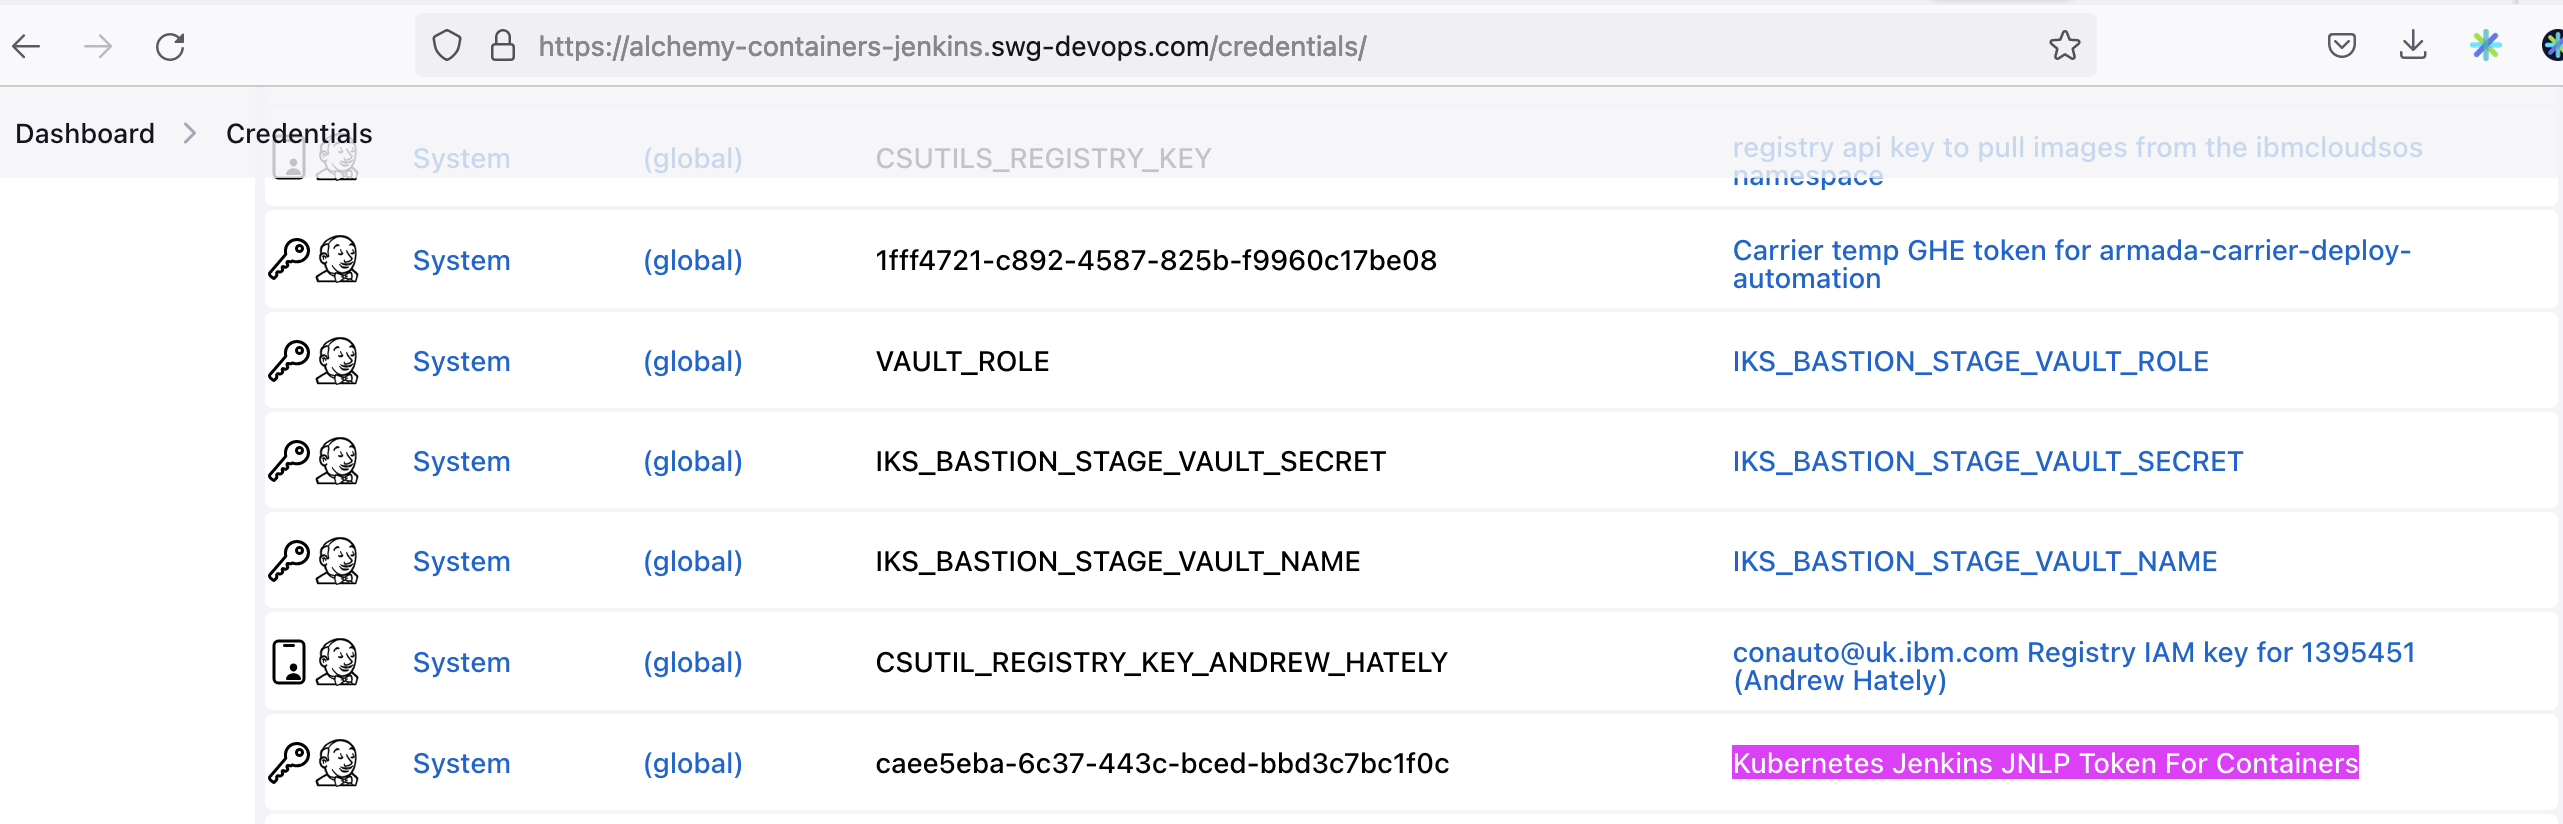 https://alchemy-containers-jenkins.swg-devops.com/credentials/
Dashboard > Credentials
System (global) CSUTILS_REGISTRY_KEY registry api key to pull images from the ibmcloudsos
namespace
System (global) 1fff4721-c892-4587-825b-f9960c17be08 Carrier temp GHE token for armada-carrier-deploy-
automation
System (global) VAULT_ROLE IKS_BASTION_STAGE_VAULT_ROLE
System (global) IKS_BASTION_STAGE_VAULT_SECRET IKS_BASTION_STAGE_VAULT_SECRET
System (global) IKS_BASTION_STAGE_VAULT_NAME IKS_BASTION_STAGE_VAULT_NAME
System (global) CSUTIL_REGISTRY_KEY_ANDREW_HATELY conauto@uk.ibm.com Registry IAM key for 1395451
(Andrew Hately)
System (global) caee5eba-6c37-443c-bced-bbd3c7bc1f0c Kubernetes Jenkins JNLP Token For Containers